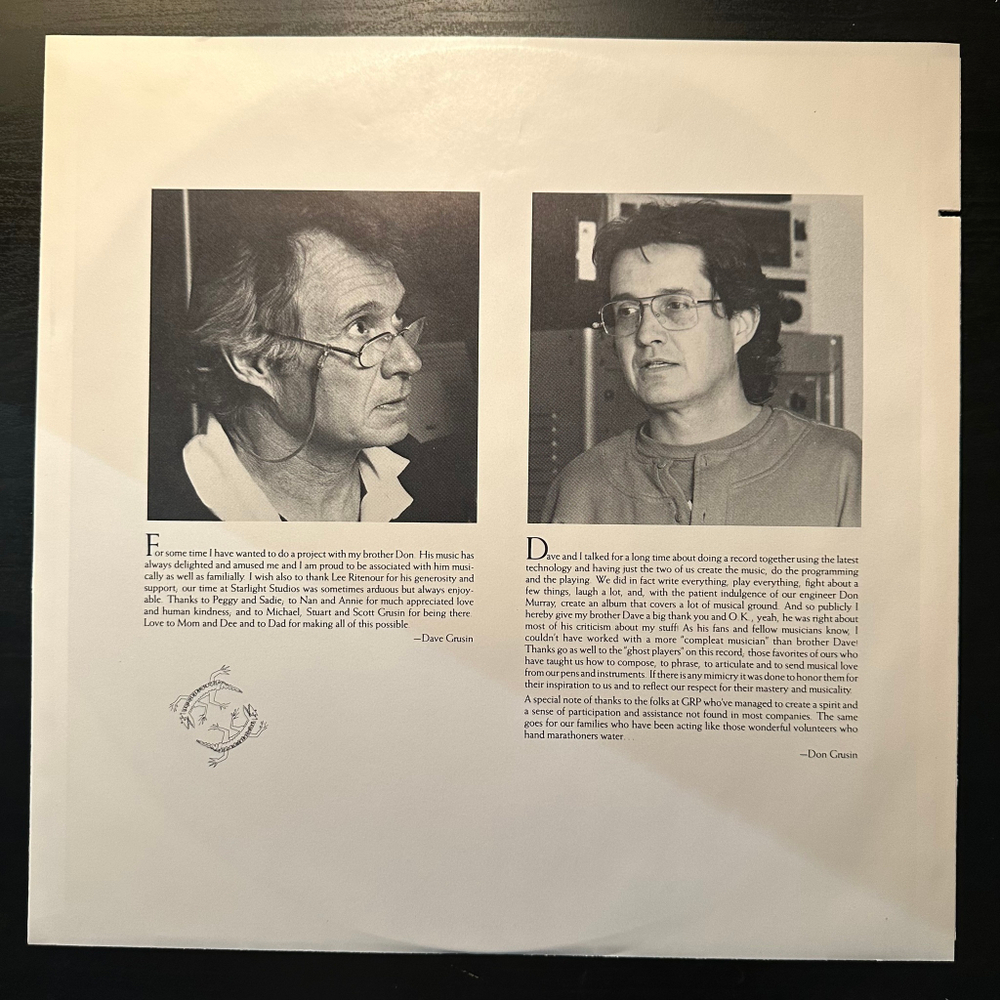 For some time I have wanted to do a project with my brother Don. His music has
always delighted and amused me and I am proud to be associated with him musi-
cally as well as familially. I wish also to thank Lee Ritenour for his generosity and
support; our time at Starlight Studios was sometimes arduous but always enjoy-
able. Thanks to Peggy and Sadie, to Nan and Annie for much appreciated love
and human kindness; and to Michael, Stuart and Scott Grusin for being there.
Love to Mom and Dee and to Dad for making all of this possible.
—Dave Grusin
Dave and I talked for a long time about doing a record together using the latest
technology and having just the two of us create the music, do the programming
and the playing. We did in fact write everything, play everything, fight about a
few things, laugh a lot, and, with the patient indulgence of our engineer Don
Murray, create an album that covers a lot of musical ground. And so publicly I
hereby give my brother Dave a big thank you and O.K., yeah, he was right about
most of his criticism about my stuff. As his fans and fellow musicians know, I
couldn't have worked with a more "compleat musician" than brother Dave!
Thanks go as well to the "ghost players" on this record; those favorites of ours who
have taught us how to compose, to phrase, to articulate and to send musical love
from our pens and instruments. If there is any mimicry it was done to honor them for
their inspiration to us and to reflect our respect for their mastery and musicality.
A special note of thanks to the folks at GRP who've managed to create a spirit and
a sense of participation and assistance not found in most companies. The same
goes for our families who have been acting like those wonderful volunteers who
hand marathoners water. . .
—Don Grusin